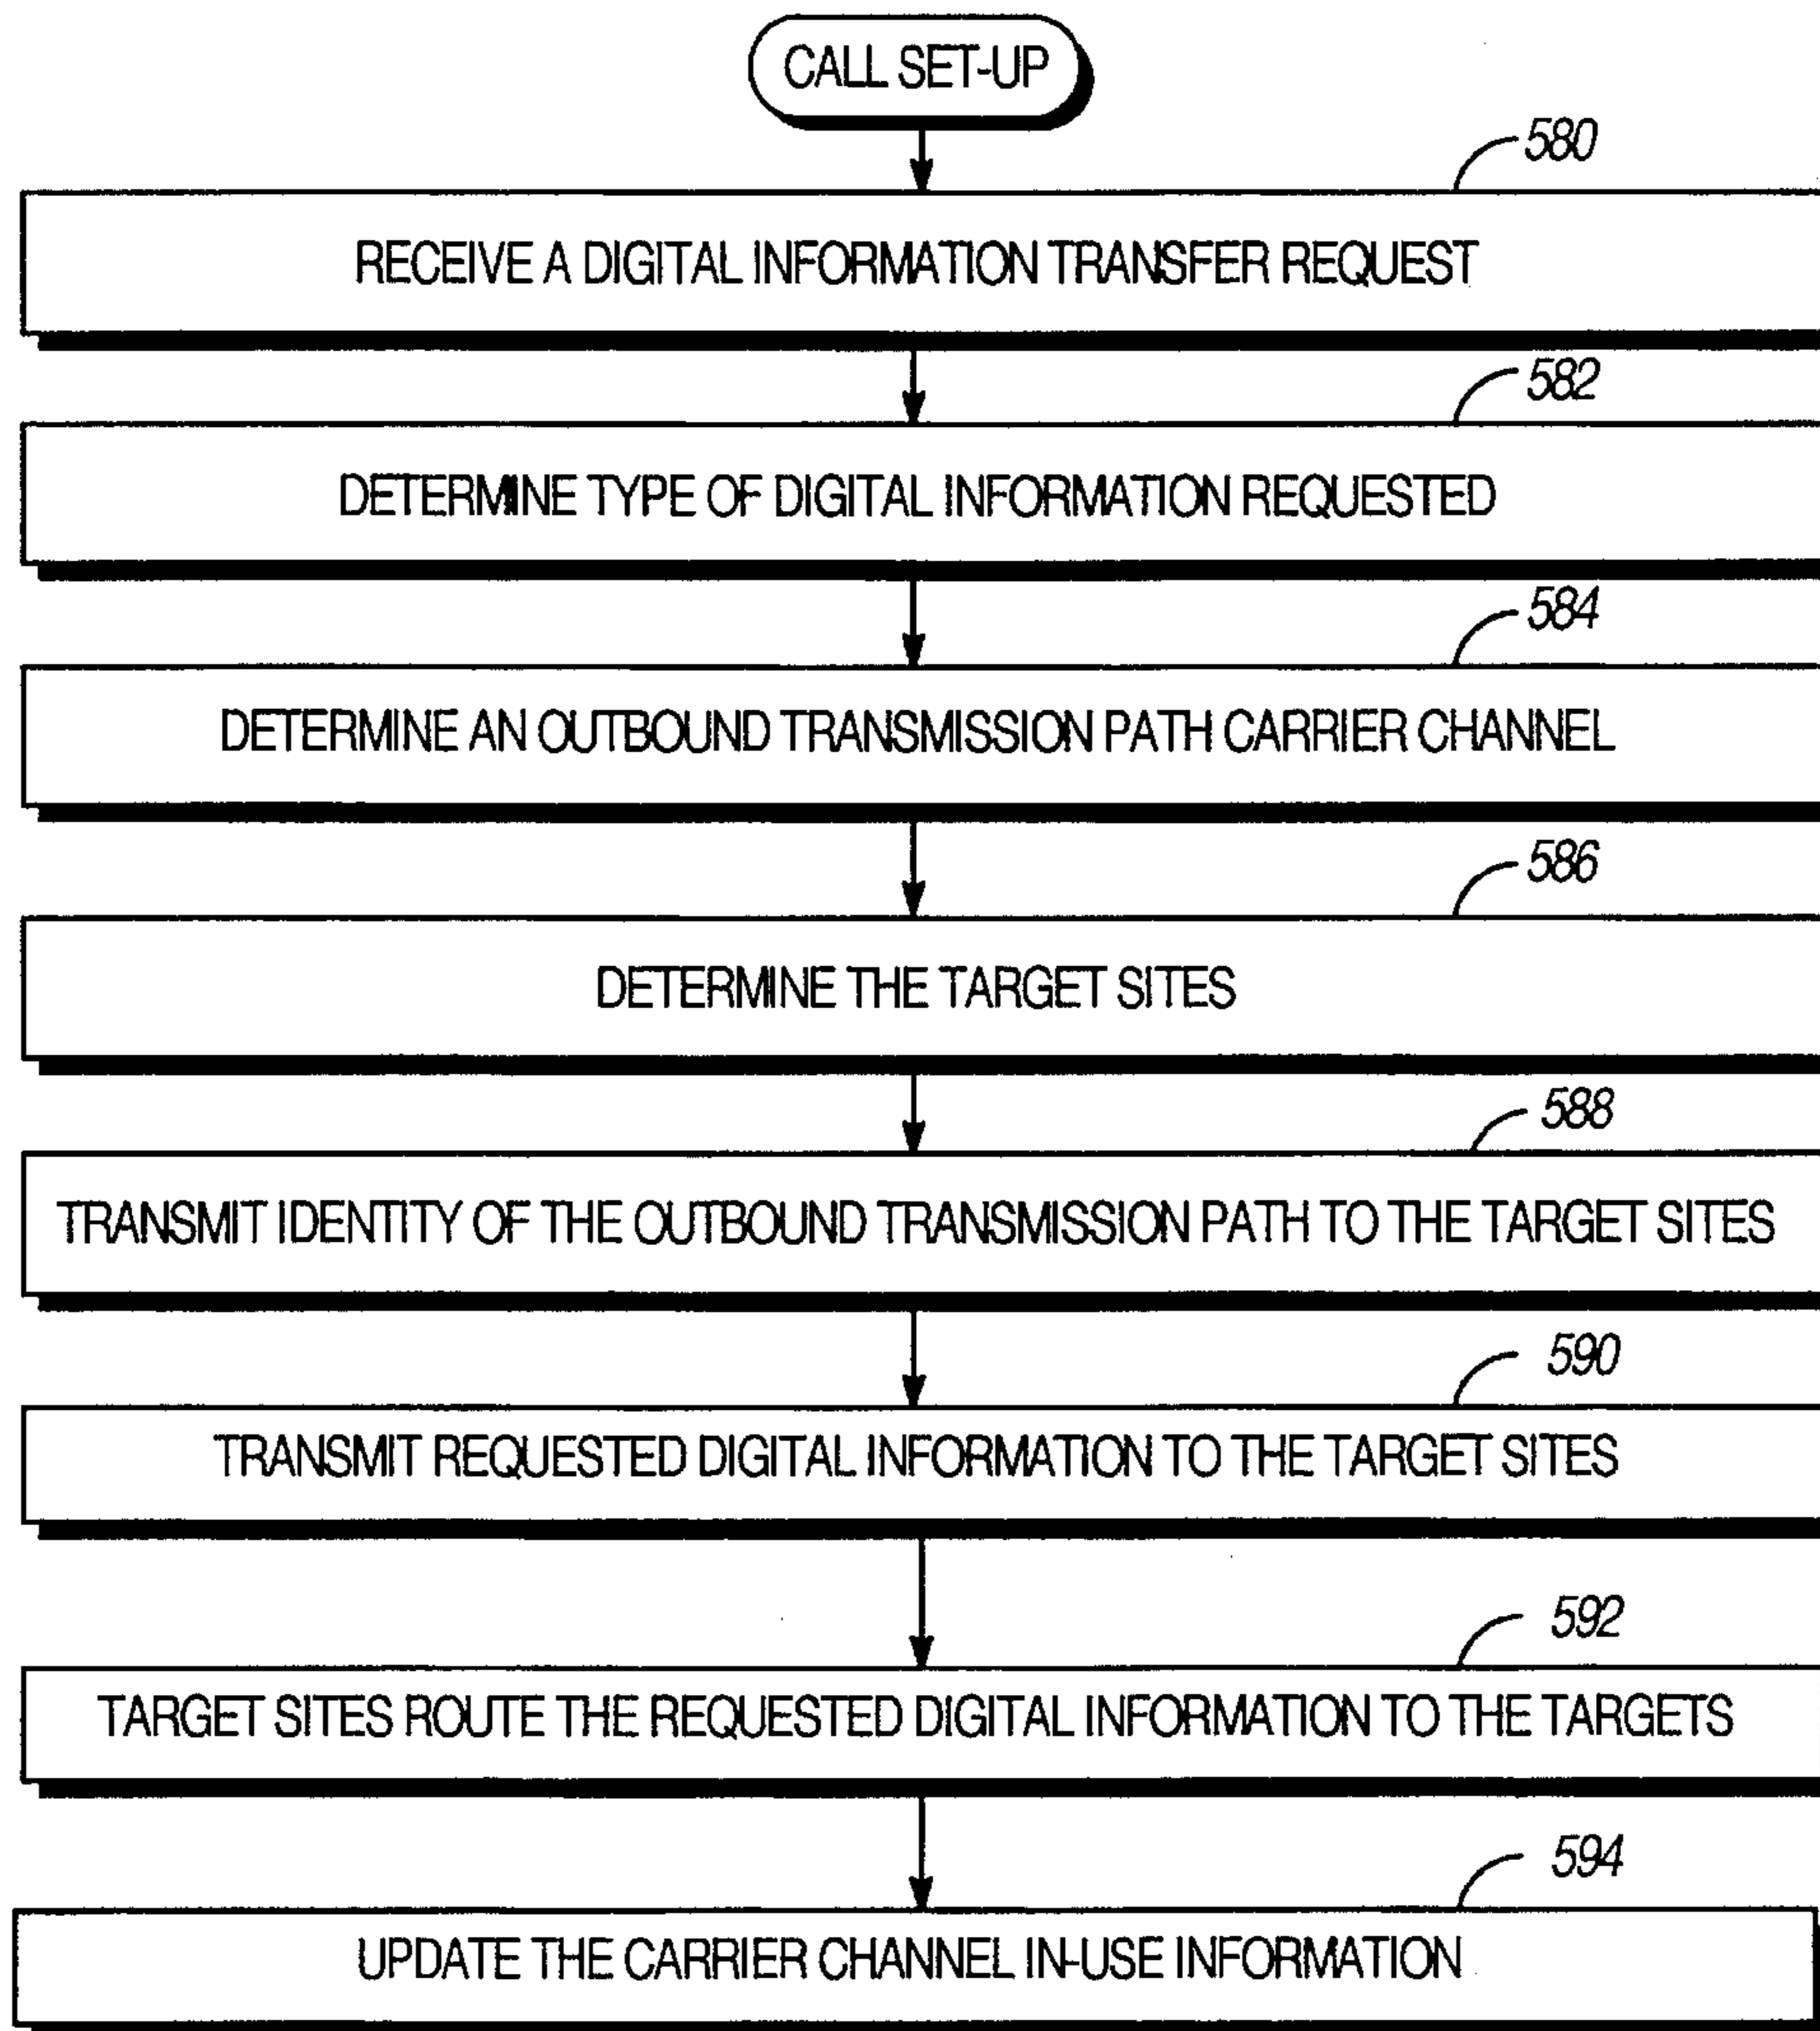 CALL SET-UP
580
RECEIVE A DIGITAL INFORMATION TRANSFER REQUEST
582
DETERMINE TYPE OF DIGITAL INFORMATION REQUESTED
584
DETERMINE AN OUTBOUND TRANSMISSION PATH CARRIER CHANNEL
586
DETERMINE THE TARGET SITES
588
TRANSMIT IDENTITY OF THE OUTBOUND TRANSMISSION PATH TO THE TARGET SITES
590
TRANSMIT REQUESTED DIGITAL INFORMATION TO THE TARGET SITES
592
TARGET SITES ROUTE THE REQUESTED DIGITAL INFORMATION TO THE TARGETS
594
UPDATE THE CARRIER CHANNEL IN-USE INFORMATION